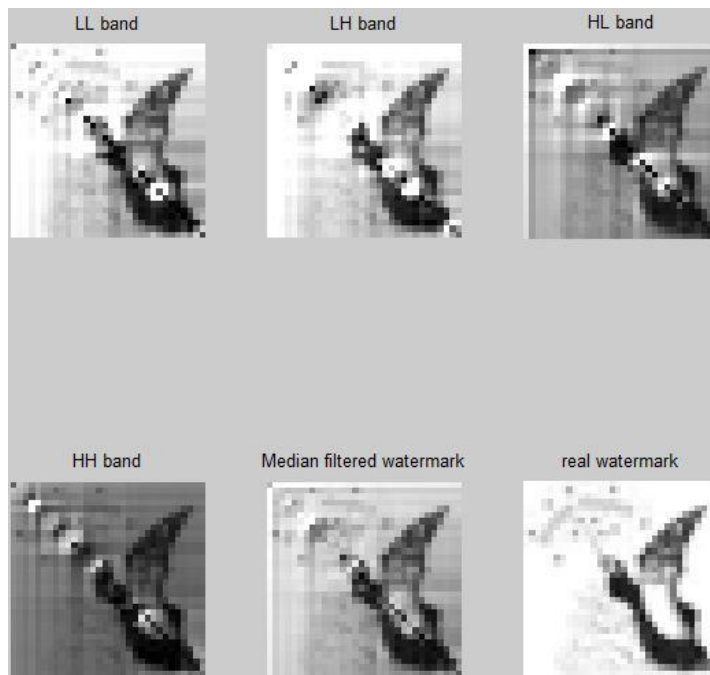 LL band
LH band
HL band
HH band
Median filtered watermark
real watermark